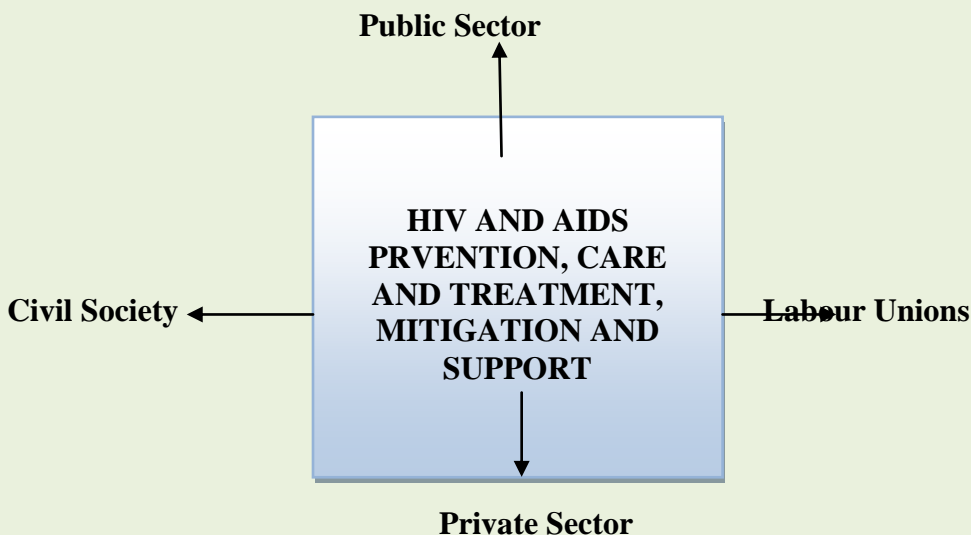 Public Sector
HIV AND AIDS
PRVENTION, CARE
AND TREATMENT,
MITIGATION AND
SUPPORT
Civil Society
Labour Unions
Private Sector